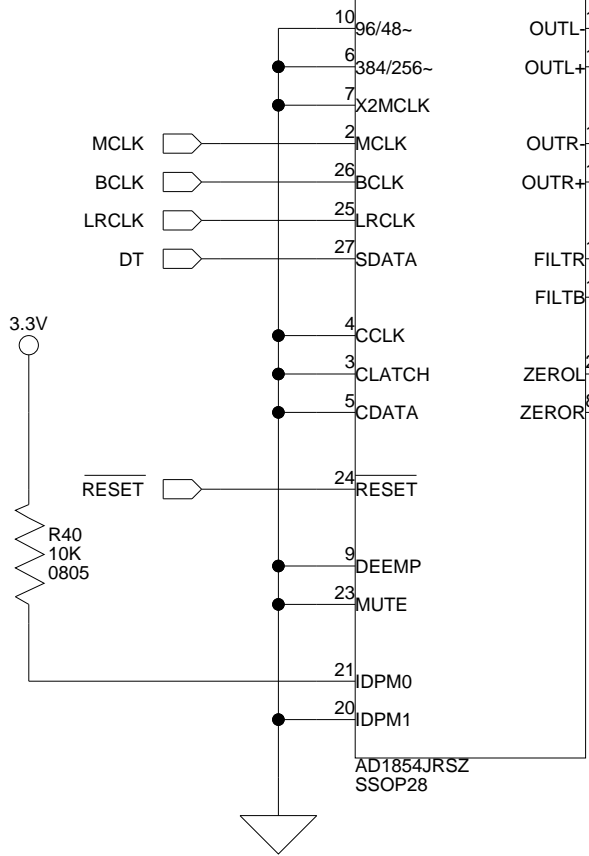 10 96/48~ OUTL-
6 384/256~ OUTL+
7 X2MCLK
MCLK 2 MCLK OUTR-
BCLK 26 BCLK OUTR+
LRCLK 25 LRCLK
DT 27 SDATA FILTR
FILTB
3.3V
4 CCLK
3 CLATCH ZEROL
5 CDATA ZEROR
RESET 24 RESET
R40
10K
0805
9 DEEMP
23 MUTE
21 IDPM0
20 IDPM1
AD1854JRSZ
SSOP28